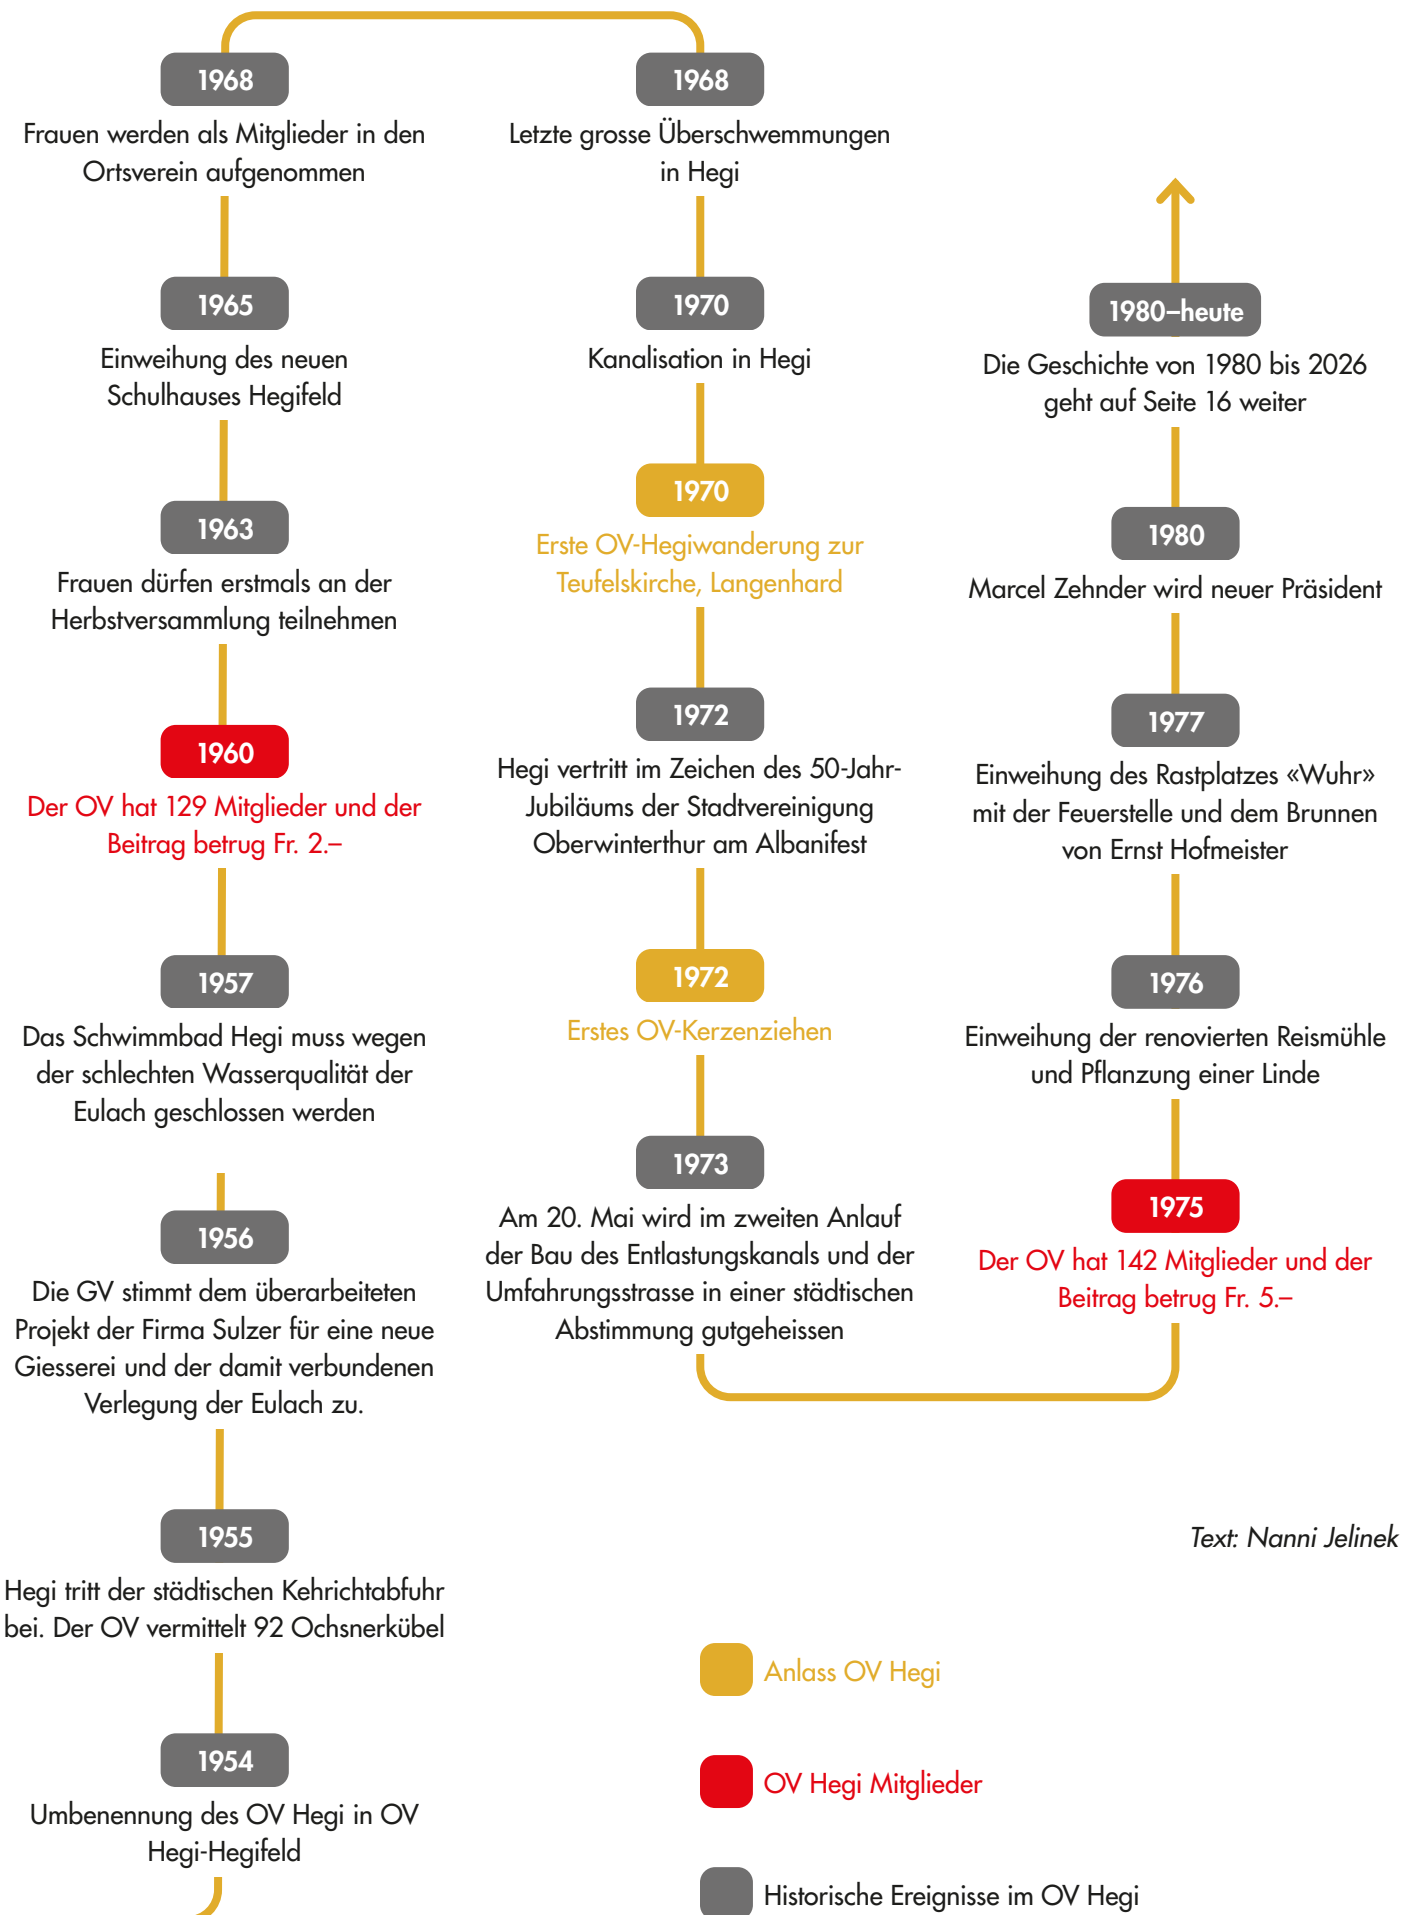 1968
Frauen werden als Mitglieder in den
Ortsverein aufgenommen
1965
Einweihung des neuen
Schulhauses Hegifeld
1963
Frauen dürfen erstmals an der
Herbstversammlung teilnehmen
1960
Der OV hat 129 Mitglieder und der
Beitrag betrug Fr. 2.–
1957
Das Schwimmbad Hegi muss wegen
der schlechten Wasserqualität der
Eulach geschlossen werden
1956
Die GV stimmt dem überarbeiteten
Projekt der Firma Sulzer für eine neue
Giesserei und der damit verbundenen
Verlegung der Eulach zu.
1955
Hegi tritt der städtischen Kehrichtabfuhr
bei. Der OV vermittelt 92 Ochsnerkübel
1954
Umbenennung des OV Hegi in OV
Hegi-Hegifeld
1968
Letzte grosse Überschwemmungen
in Hegi
1970
Kanalisation in Hegi
1970
Erste OV-Hegiwanderung zur
Teufelskirche, Langenhard
1972
Hegi vertritt im Zeichen des 50-Jahr-
Jubiläums der Stadtvereinigung
Oberwinterthur am Albanifest
1972
Erstes OV-Kerzenziehen
1973
Am 20. Mai wird im zweiten Anlauf
der Bau des Entlastungskanals und der
Umfahrungsstrasse in einer städtischen
Abstimmung gutgeheissen
1980–heute
Die Geschichte von 1980 bis 2026
geht auf Seite 16 weiter
1980
Marcel Zehnder wird neuer Präsident
1977
Einweihung des Rastplatzes «Wuhr»
mit der Feuerstelle und dem Brunnen
von Ernst Hofmeister
1976
Einweihung der renovierten Reismühle
und Pflanzung einer Linde
1975
Der OV hat 142 Mitglieder und der
Beitrag betrug Fr. 5.–
Text: Nanni Jelinek
Anlass OV Hegi
OV Hegi Mitglieder
Historische Ereignisse im OV Hegi